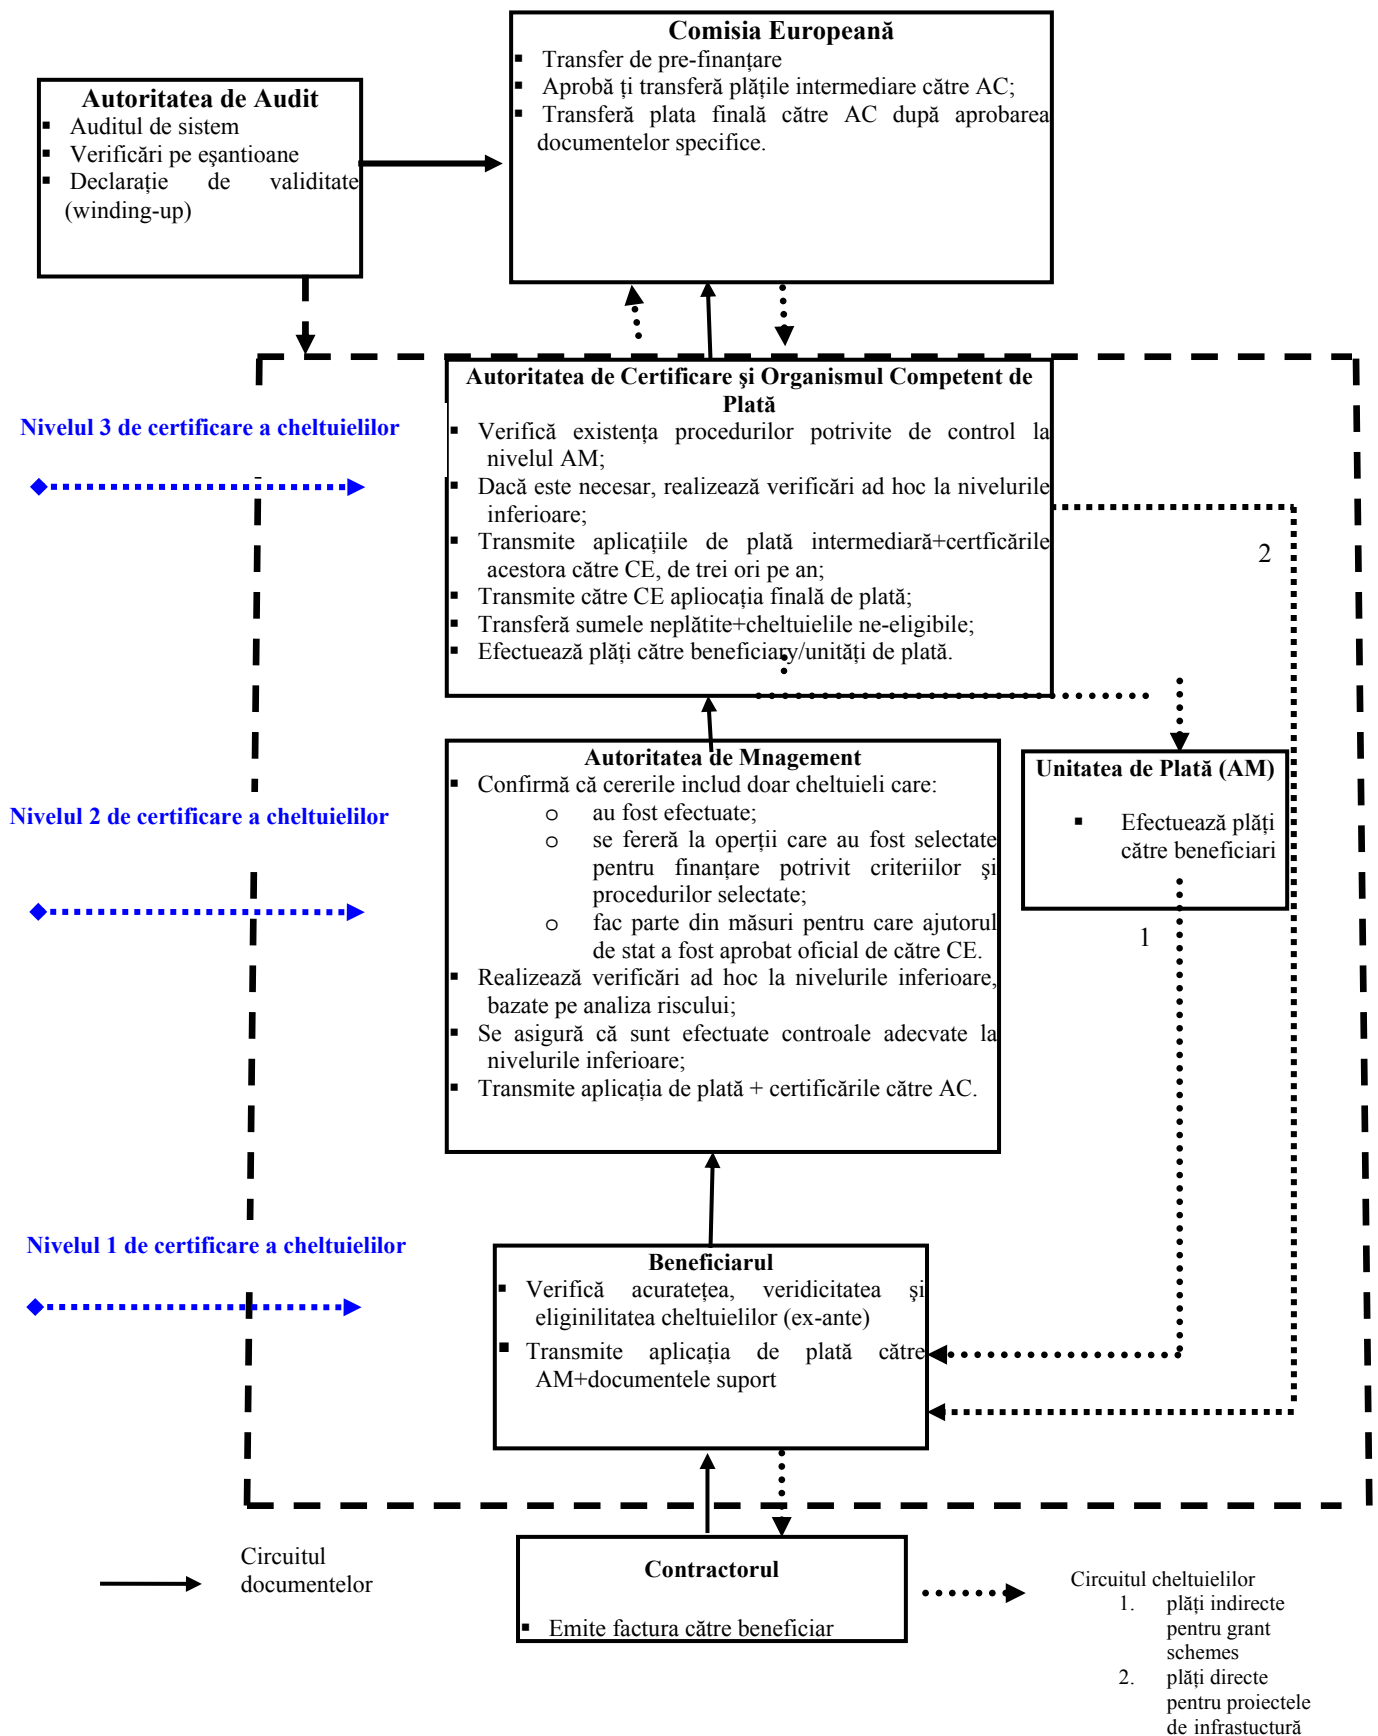 Comisia Europeană
▪ Transfer de pre-finanțare
▪ Aprobă ți transferă plățile intermediare către AC;
▪ Transferă plata finală către AC după aprobarea
documentelor specifice.
Autoritatea de Audit
▪ Auditul de sistem
▪ Verificări pe eşantioane
▪ Declarație de validitate
(winding-up)
Autoritatea de Certificare şi Organismul Competent de
Plată
▪ Verifică existența procedurilor potrivite de control la
nivelul AM;
▪ Dacă este necesar, realizează verificări ad hoc la nivelurile
inferioare;
▪ Transmite aplicațiile de plată intermediară+certficările
acestora către CE, de trei ori pe an;
▪ Transmite către CE apliocația finală de plată;
▪ Transferă sumele neplătite+cheltuielile ne-eligibile;
▪ Efectuează plăți către beneficiary/unități de plată.
Nivelul 3 de certificare a cheltuielilor
2
Autoritatea de Mnagement
▪ Confirmă că cererile includ doar cheltuieli care:
o au fost efectuate;
o se fereră la operții care au fost selectate
pentru finanțare potrivit criteriilor şi
procedurilor selectate;
o fac parte din măsuri pentru care ajutorul
de stat a fost aprobat oficial de către CE.
▪ Realizează verificări ad hoc la nivelurile inferioare,
bazate pe analiza riscului;
▪ Se asigură că sunt efectuate controale adecvate la
nivelurile inferioare;
▪ Transmite aplicația de plată + certificările către AC.
Unitatea de Plată (AM)
▪ Efectuează plăți
către beneficiari
Nivelul 2 de certificare a cheltuielilor
1
Nivelul 1 de certificare a cheltuielilor
Beneficiarul
▪ Verifică acuratețea, veridicitatea şi
eliginilitatea cheltuielilor (ex-ante)
▪ Transmite aplicația de plată către
AM+documentele suport
Contractorul
▪ Emite factura către beneficiar
Circuitul
documentelor
Circuitul cheltuielilor
1. plăți indirecte
pentru grant
schemes
2. plăți directe
pentru proiectele
de infrastuctură